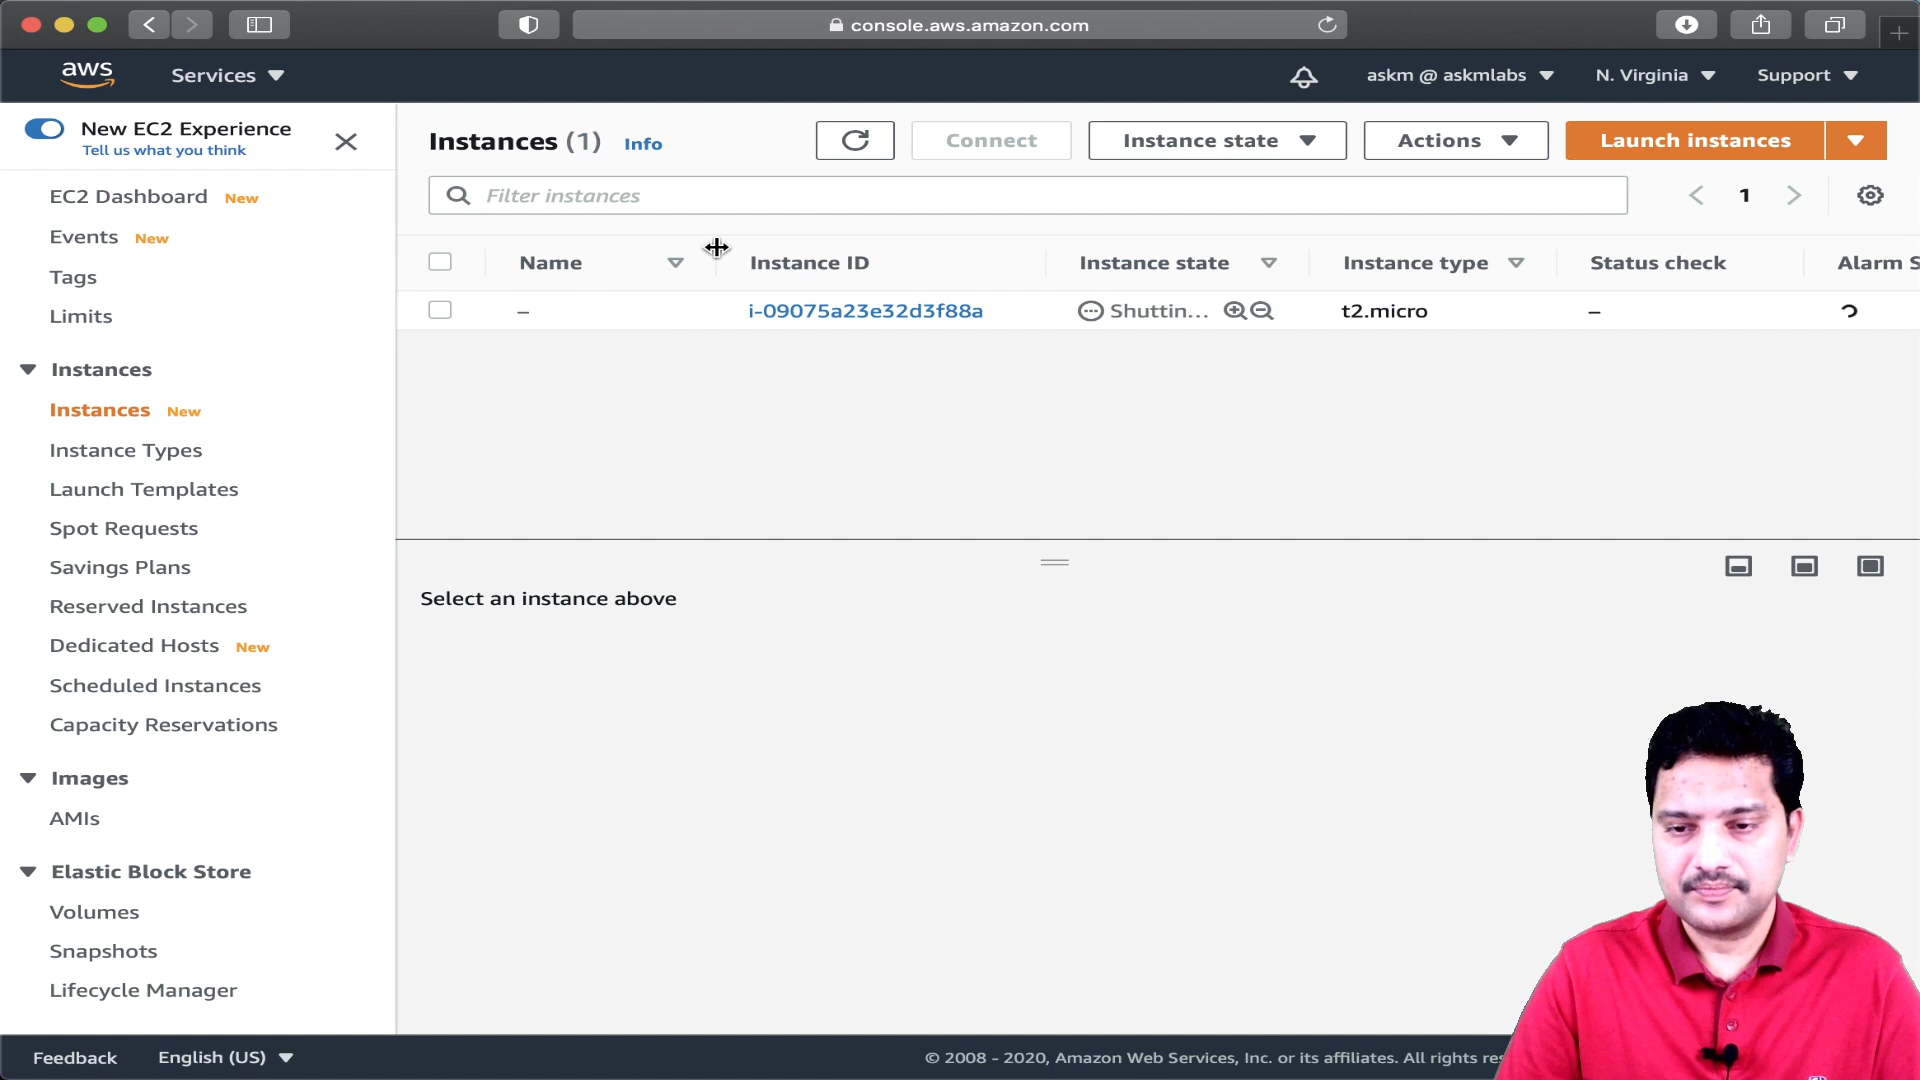 console.aws.amazon.com
aws
Services
askm @ askmlabs
N. Virginia
Support
New EC2 Experience
Tell us what you think
EC2 Dashboard New
Events New
Tags
Limits
Instances
Instances New
Instance Types
Launch Templates
Spot Requests
Savings Plans
Reserved Instances
Dedicated Hosts New
Scheduled Instances
Capacity Reservations
Images
AMIs
Elastic Block Store
Volumes
Snapshots
Lifecycle Manager
Instances (1) Info
Connect
Instance state
Actions
Launch instances
Filter instances
1
Name
Instance ID
Instance state
Instance type
Status check
Alarm S
–
i-09075a23e32d3f88a
Shuttin...
t2.micro
–
Select an instance above
Feedback
English (US)
© 2008 - 2020, Amazon Web Services, Inc. or its affiliates. All rights res